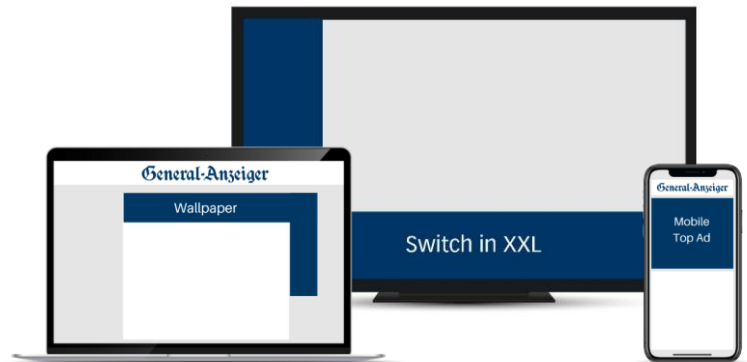 General-Anzeiger
Wallpaper
Switch in XXL
General-Anzeiger
Mobile
Top Ad